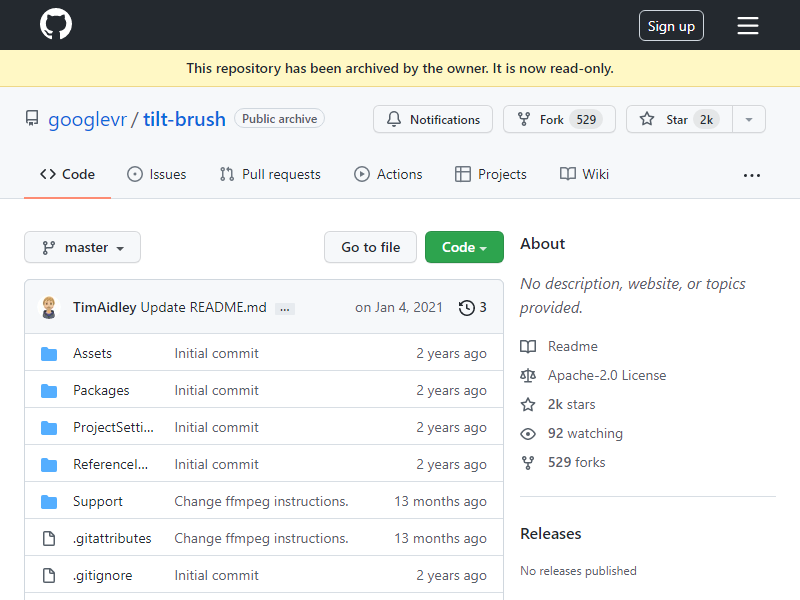 Sign up
This repository has been archived by the owner. It is now read-only.
googlevr / tilt-brush Public archive
Notifications Fork 529 Star 2k
Code Issues Pull requests Actions Projects Wiki ...
master Go to file Code
TimAidley Update README.md ... on Jan 4, 2021 3
Assets Initial commit 2 years ago
Packages Initial commit 2 years ago
ProjectSetti... Initial commit 2 years ago
ReferenceI... Initial commit 2 years ago
Support Change ffmpeg instructions. 13 months ago
.gitattributes Change ffmpeg instructions. 13 months ago
.gitignore Initial commit 2 years ago
About
No description, website, or topics
provided.
Readme
Apache-2.0 License
2k stars
92 watching
529 forks
Releases
No releases published